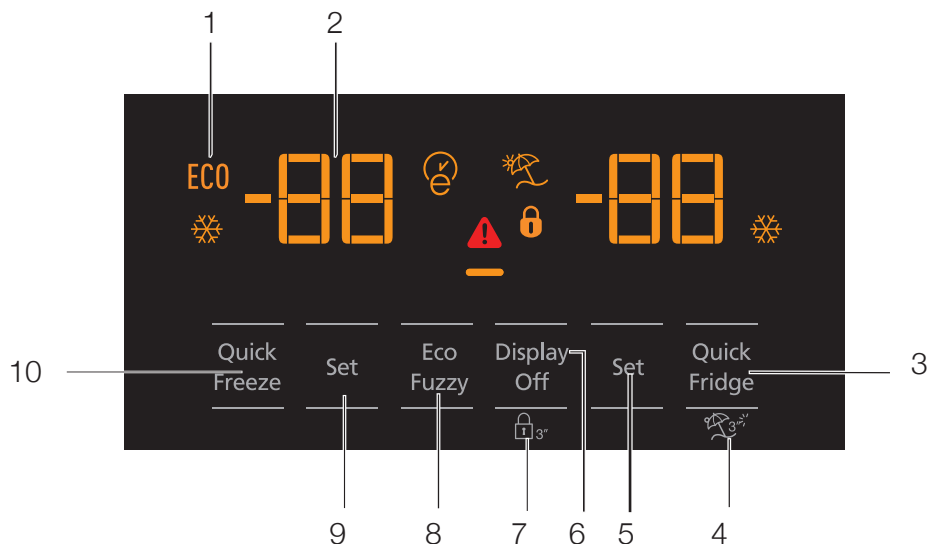 1 2
ECO -88 -88
Quick Freeze
Set
Eco Fuzzy
Display Off
Set
Quick Fridge
10
3
3"
3"
9 8 7 6 5 4